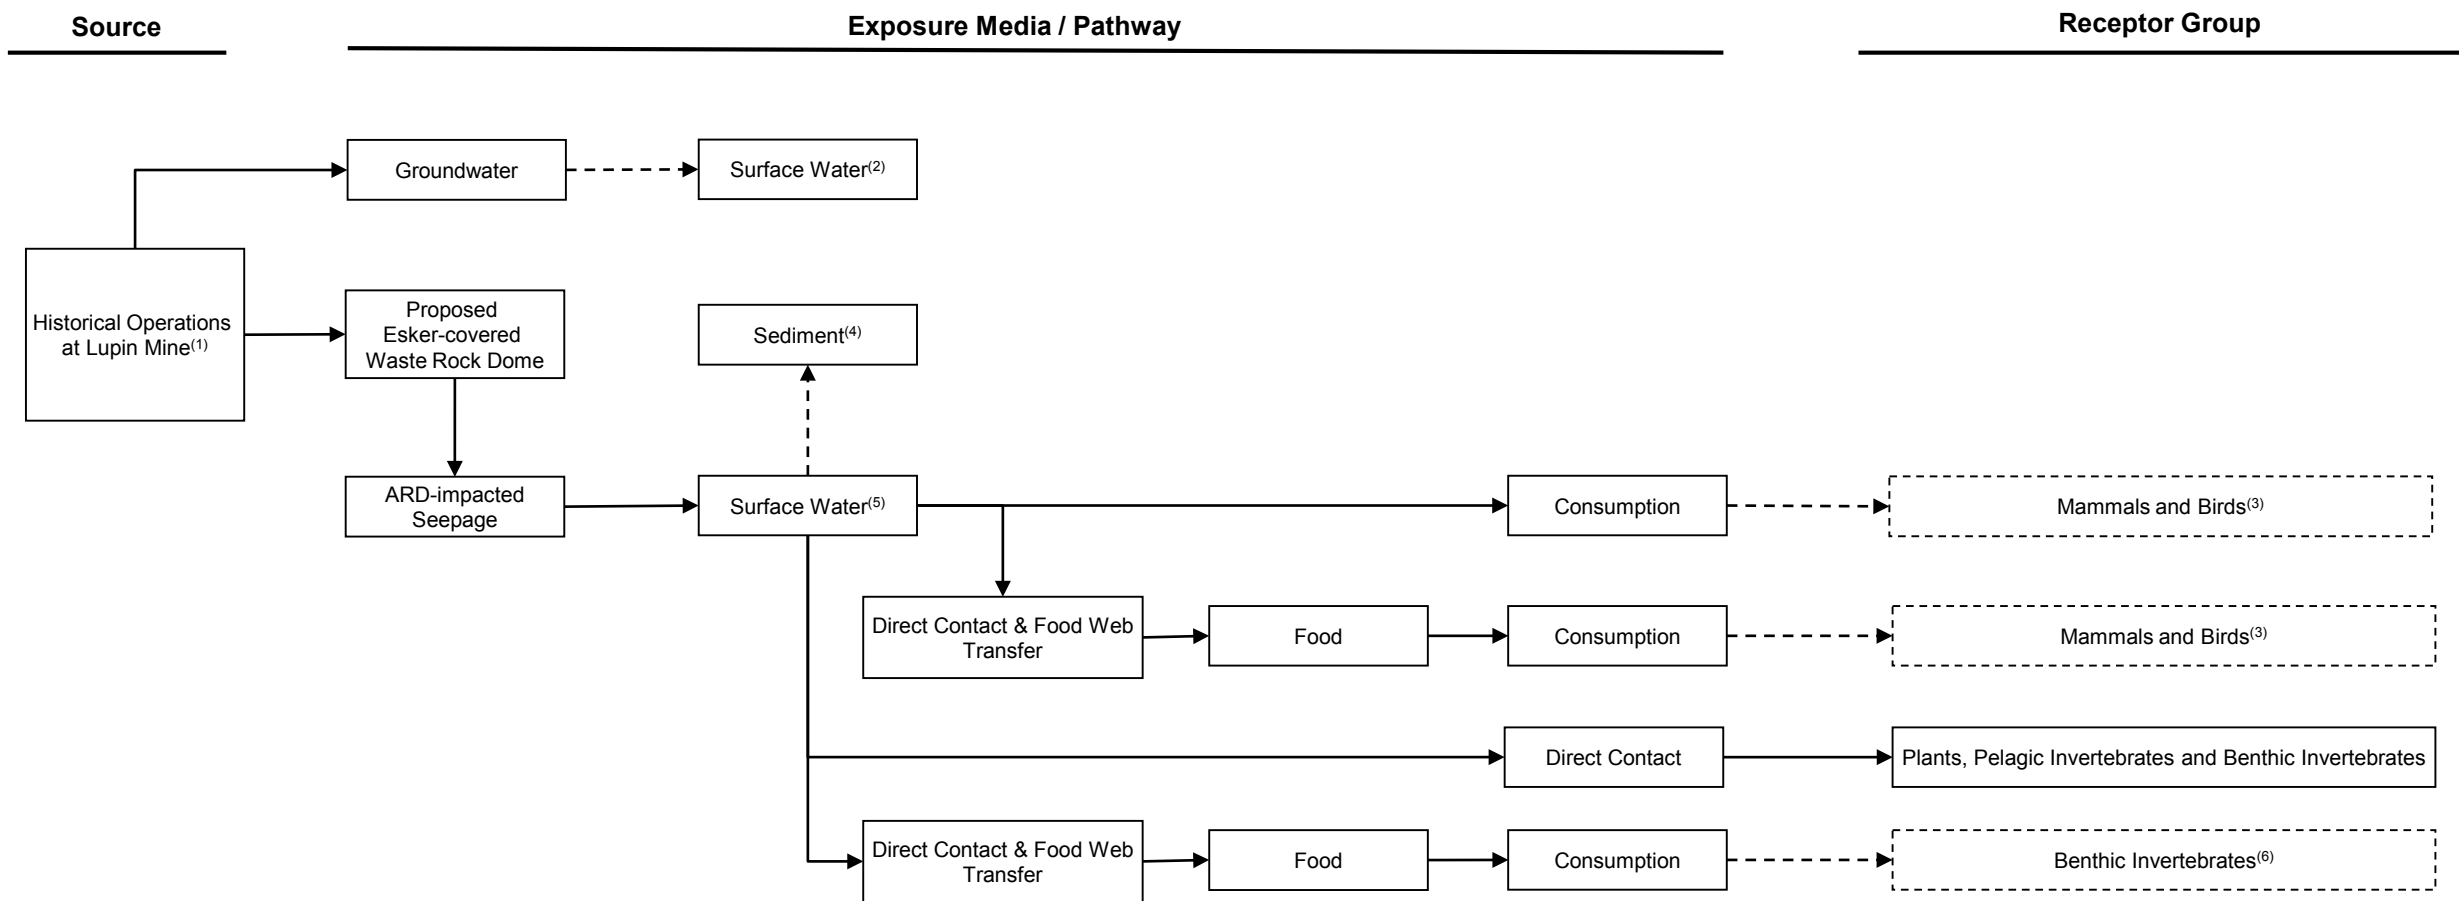 Source
Exposure Media / Pathway
Receptor Group
Groundwater
Surface Water(2)
Historical Operations
at Lupin Mine(1)
Proposed
Esker-covered
Waste Rock Dome
Sediment(4)
ARD-impacted
Seepage
Surface Water(5)
Consumption
Mammals and Birds(3)
Direct Contact & Food Web
Transfer
Food
Consumption
Mammals and Birds(3)
Direct Contact
Plants, Pelagic Invertebrates and Benthic Invertebrates
Direct Contact & Food Web
Transfer
Food
Consumption
Benthic Invertebrates(6)